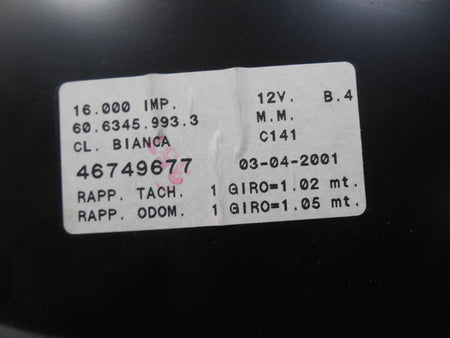 16.000 IMP. 12V. B.4
60.6345.993.3 M.M.
CL. BIANCA C141
46749677 03-04-2001
RAPP. TACH. 1 GIRO=1.02 mt.
RAPP. ODOM. 1 GIRO=1.05 mt.